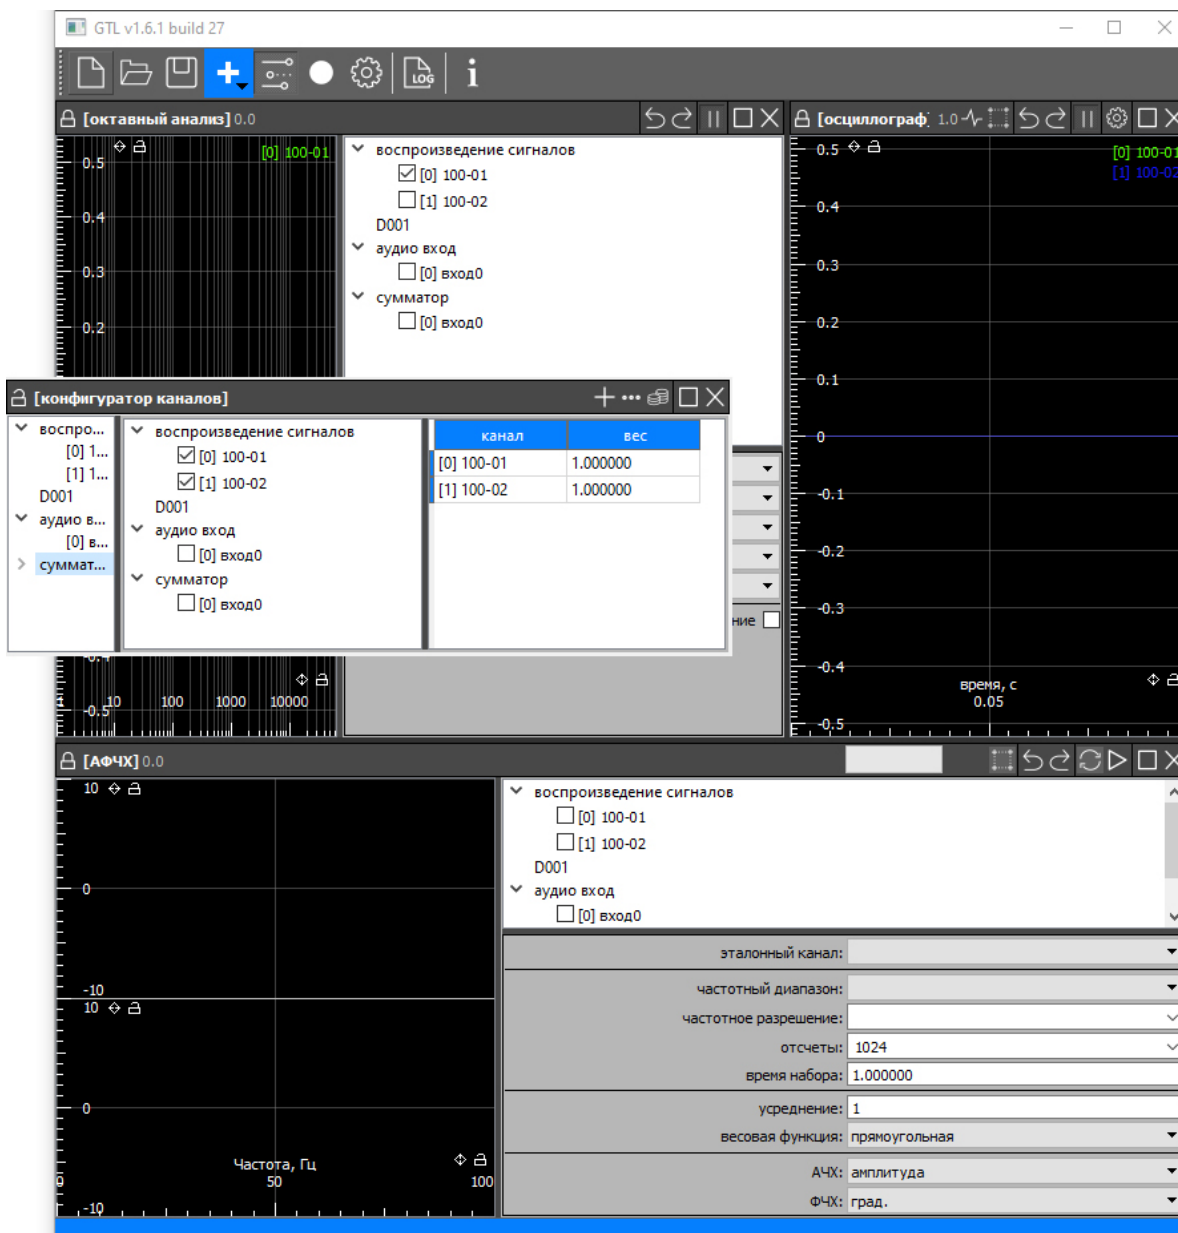 GTL v1.6.1 build 27
LOG
[октавный анализ] 0.0
[осциллограф] 1.0
0.5
0.4
0.3
0.2
[0] 100-01
воспроизведение сигналов
[0] 100-01
[1] 100-02
D001
аудио вход
[0] вход0
сумматор
[0] вход0
0.5
0.4
0.3
0.2
0.1
0
-0.1
-0.2
-0.3
-0.4
-0.5
[0] 100-01
[1] 100-02
время, с
0.05
[конфигуратор каналов]
воспро...
[0] 1...
[1] 1...
D001
аудио в...
[0] в...
суммат...
воспроизведение сигналов
[0] 100-01
[1] 100-02
D001
аудио вход
[0] вход0
сумматор
[0] вход0
канал вес
[0] 100-01 1.000000
[1] 100-02 1.000000
ние
-0.4
-0.5
10 100 1000 10000
[АФЧХ] 0.0
10
0
-10
10
0
-10
Частота, Гц
0 50 100
воспроизведение сигналов
[0] 100-01
[1] 100-02
D001
аудио вход
[0] вход0
эталонный канал:
частотный диапазон:
частотное разрешение:
отсчеты: 1024
время набора: 1.000000
усреднение: 1
весовая функция: прямоугольная
АЧХ: амплитуда
ФЧХ: град.